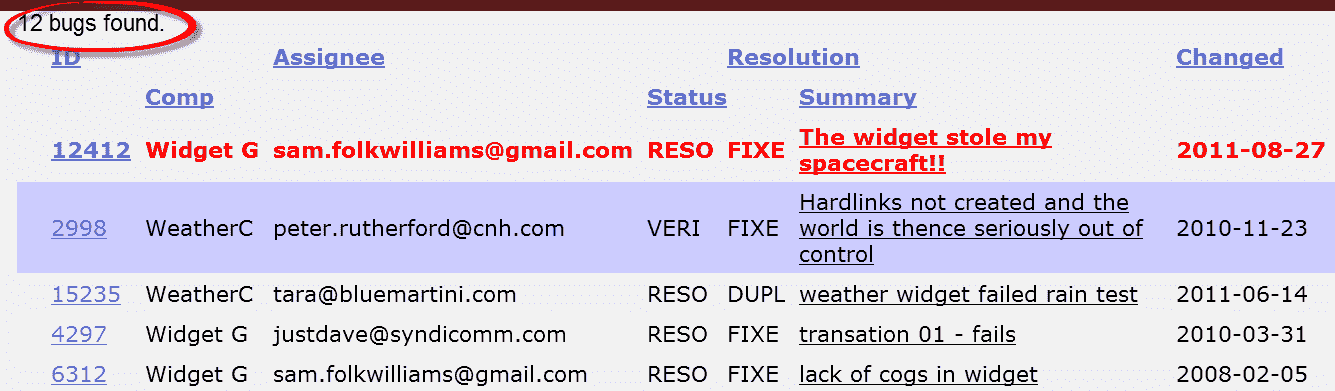 12 bugs found.
ID Assignee Resolution Changed
Comp Status Summary
12412 Widget G sam.folkwilliams@gmail.com RESO FIXE The widget stole my spacecraft!! 2011-08-27
2998 WeatherC peter.rutherford@cnh.com VERI FIXE Hardlinks not created and the world is thence seriously out of control 2010-11-23
15235 WeatherC tara@bluemartini.com RESO DUPL weather widget failed rain test 2011-06-14
4297 Widget G justdave@syndicomm.com RESO FIXE transation 01 - fails 2010-03-31
6312 Widget G sam.folkwilliams@gmail.com RESO FIXE lack of cogs in widget 2008-02-05